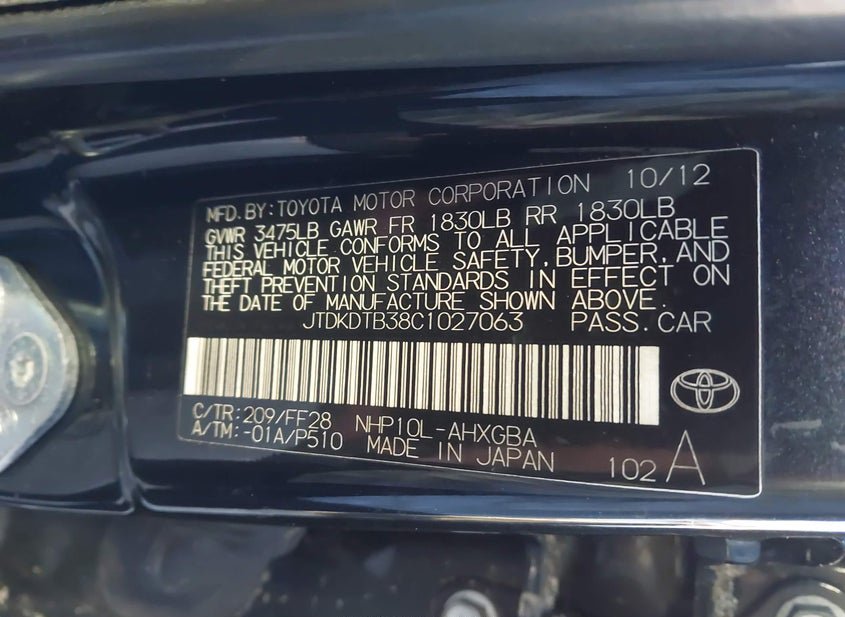 MFD. BY: TOYOTA MOTOR CORPORATION 10/12
GVWR 3475LB GAWR FR 1830LB RR 1830LB
THIS VEHICLE CONFORMS TO ALL APPLICABLE
FEDERAL MOTOR VEHICLE SAFETY, BUMPER, AND
THEFT PREVENTION STANDARDS IN EFFECT ON
THE DATE OF MANUFACTURE SHOWN ABOVE.
JTDKDTB38C1027063 PASS. CAR
C/TR: 209/FF28 NHP10L-AHXGBA
A/TM: -01A/P510 MADE IN JAPAN 102 A